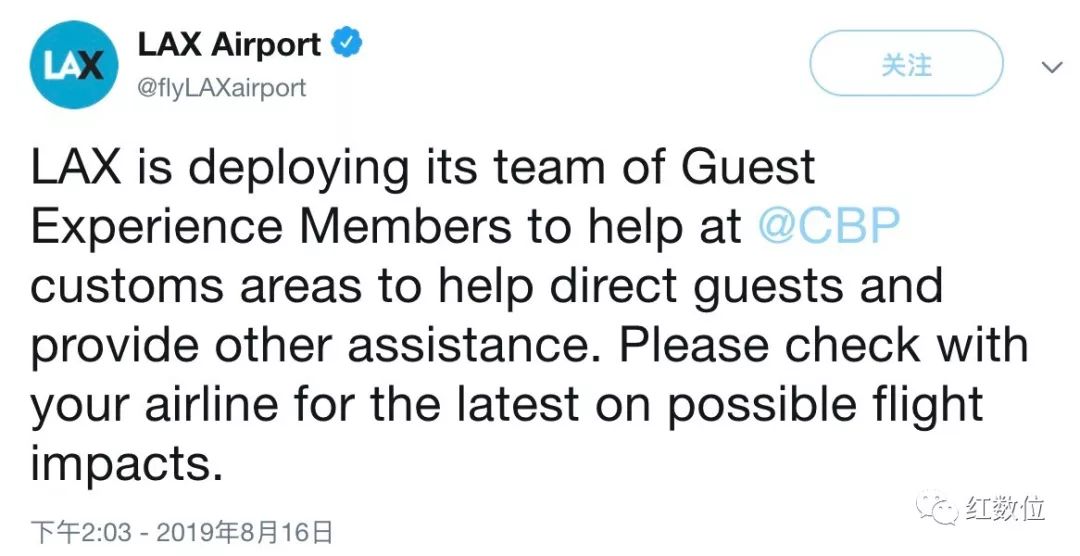 LAX
LAX Airport
@flyLAXairport
关注
LAX is deploying its team of Guest
Experience Members to help at @CBP
customs areas to help direct guests and
provide other assistance. Please check with
your airline for the latest on possible flight
impacts.
下午2:03 - 2019年8月16日
红数位